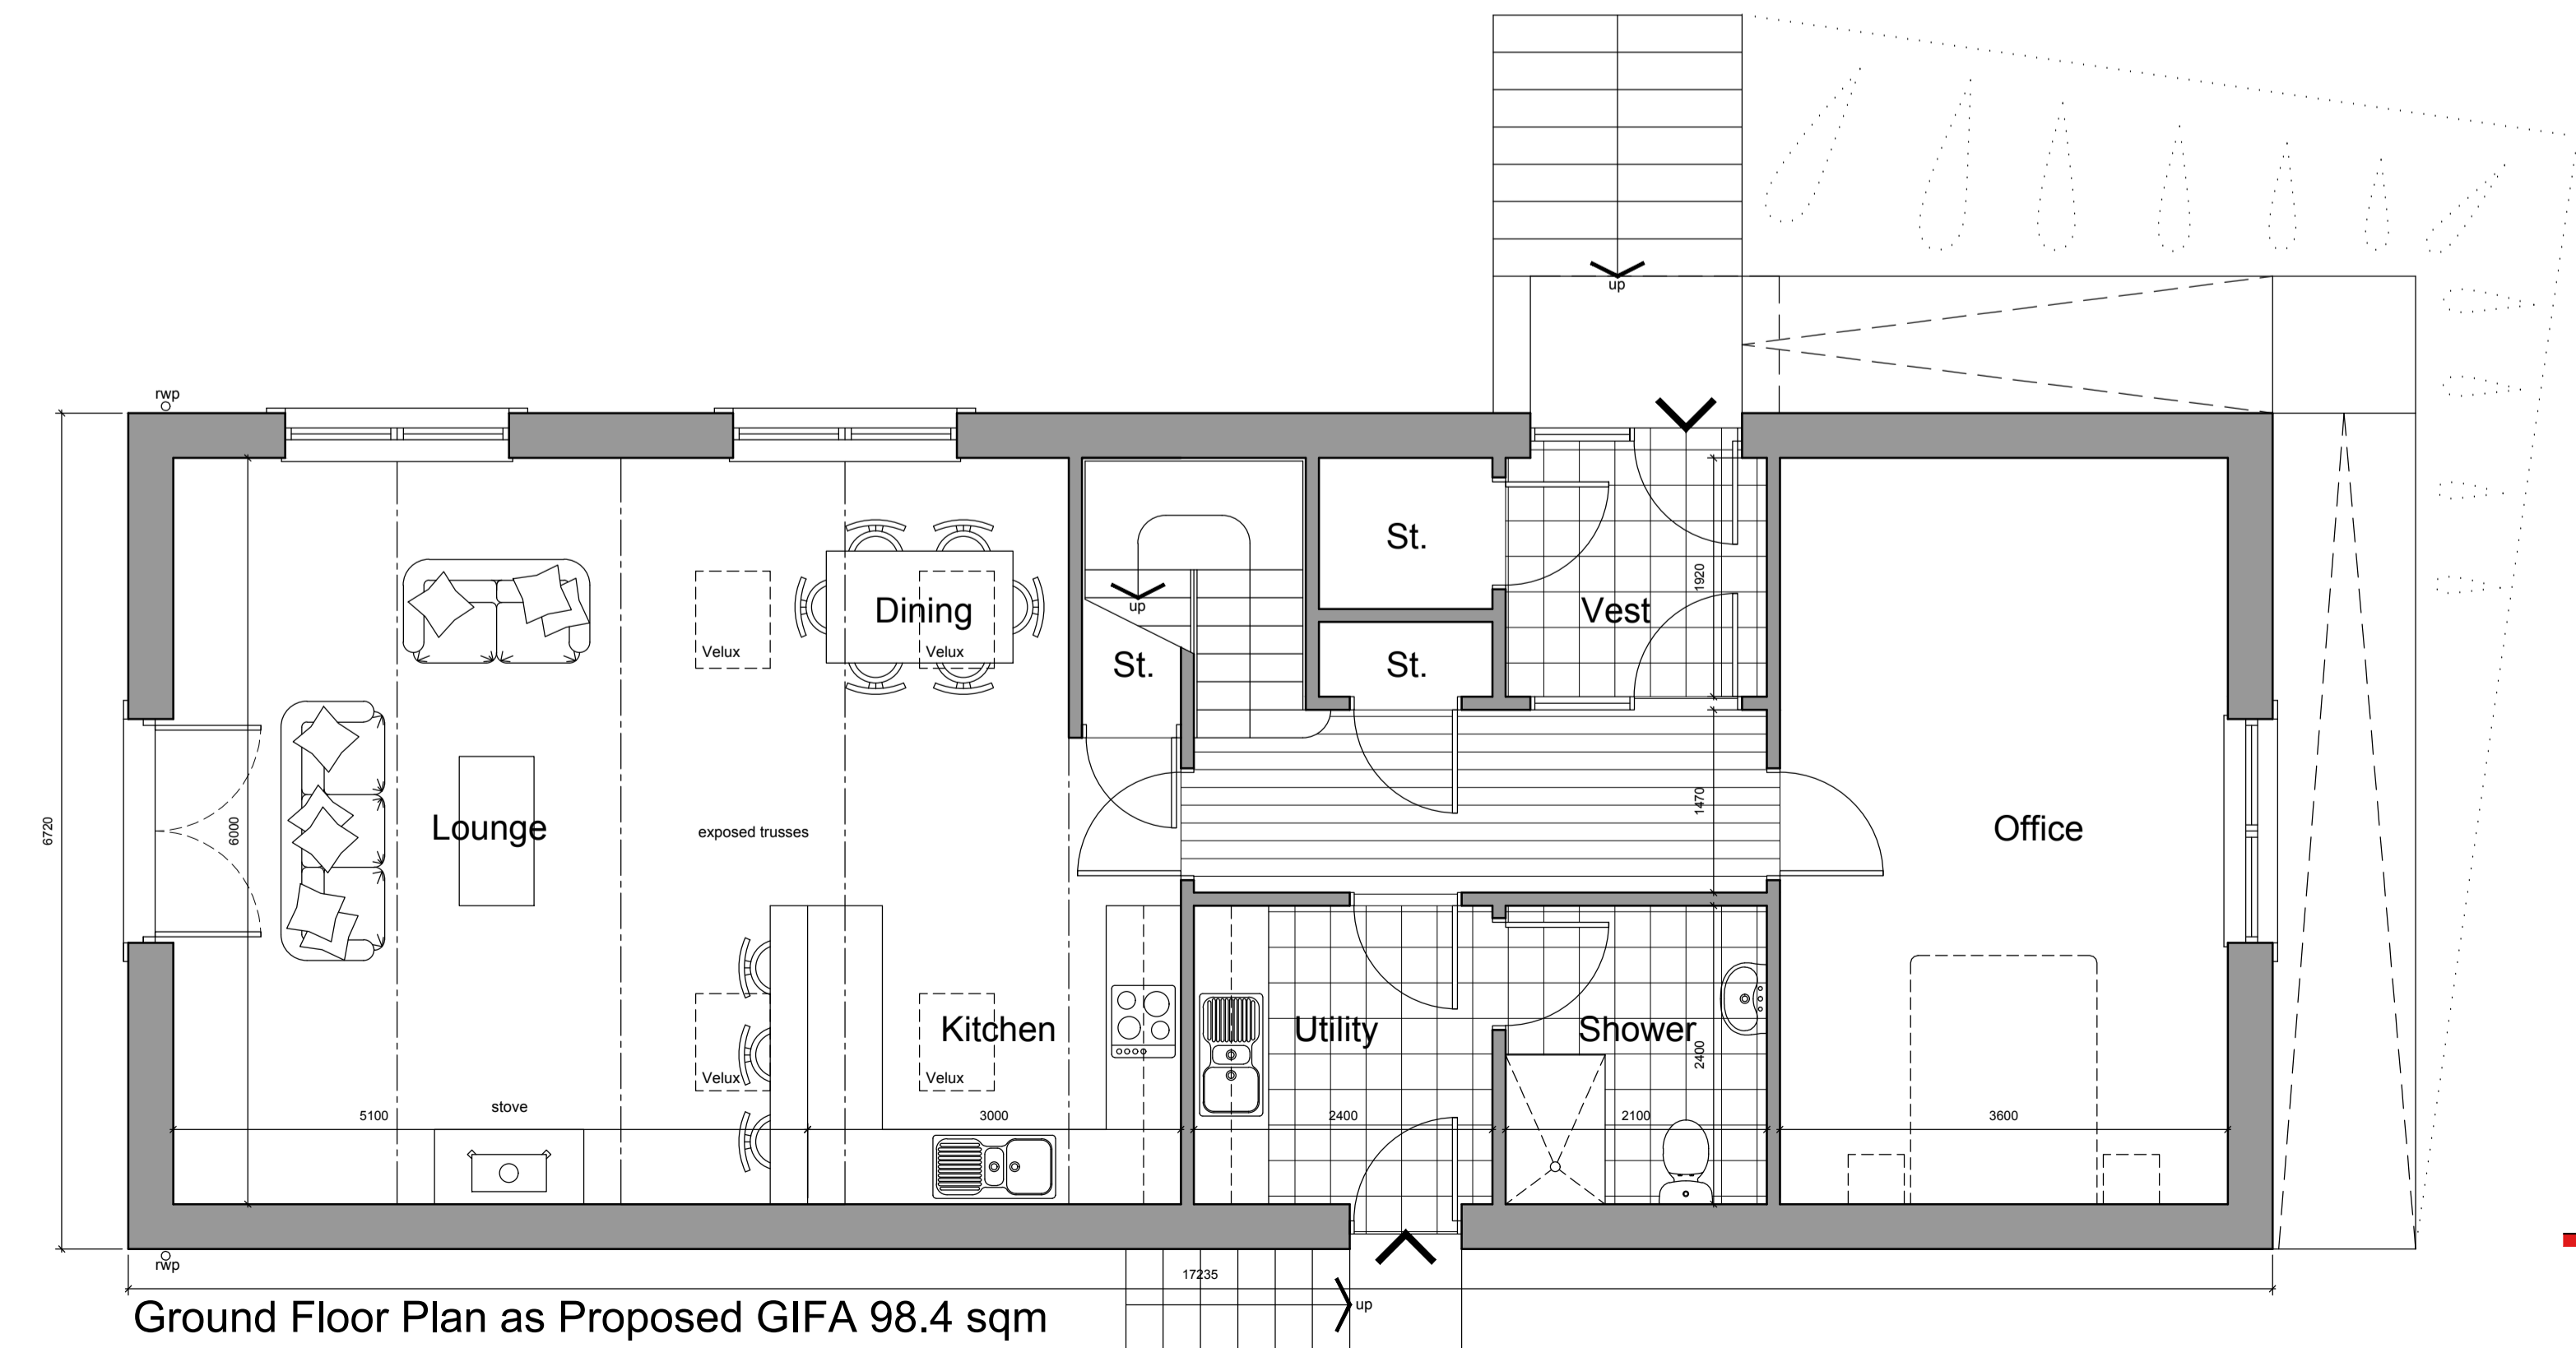 up
rwp
St.
1920
Dining
Vest
up
Velux
Velux
St.
St.
6720
6000
Lounge
exposed trusses
1470
Office
Kitchen
Utility
Shower
2400
Velux
Velux
stove
5100
3000
2400
2100
3600
rwp
17235
up
Ground Floor Plan as Proposed GIFA 98.4 sqm